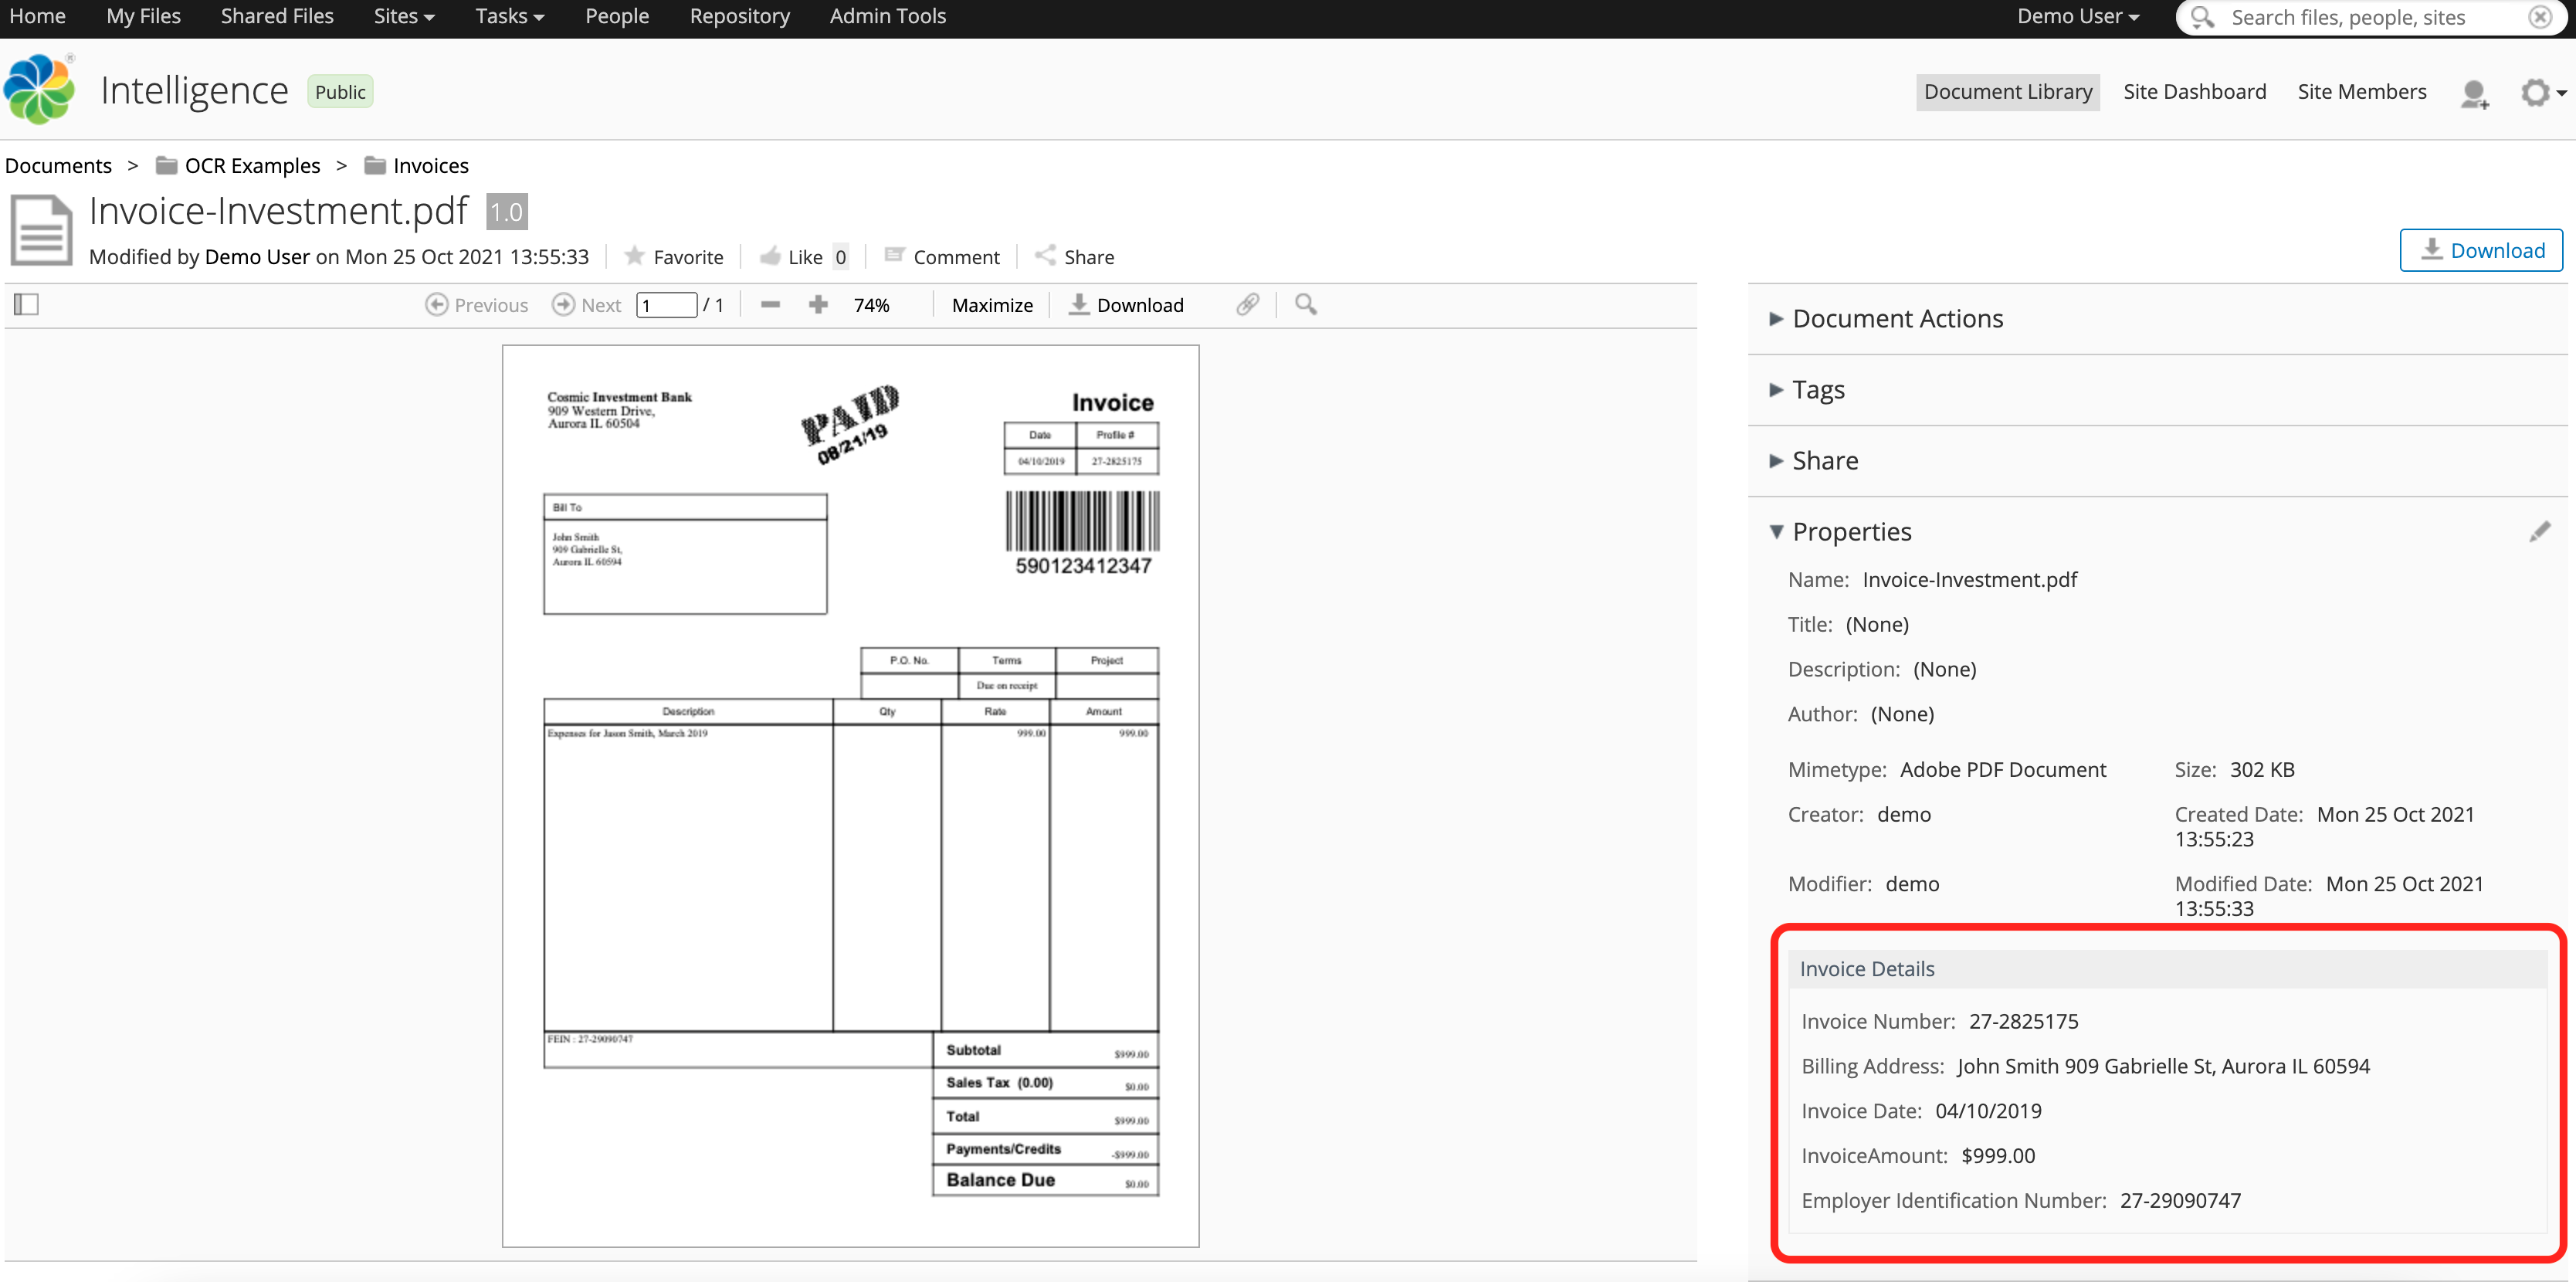 Home My Files Shared Files Sites Tasks People Repository Admin Tools Demo User Search files, people, sites
Intelligence Public Document Library Site Dashboard Site Members
Documents > OCR Examples > Invoices
Invoice-Investment.pdf 1.0
Modified by Demo User on Mon 25 Oct 2021 13:55:33 Favorite Like 0 Comment Share
Download
Previous Next 1 / 1 74% Maximize Download
Cosmic Investment Bank
909 Western Drive,
Aurora IL 60504
PAID
08/21/19
Invoice
Date Profile #
04/10/2019 27-2825175
590123412347
Bill To
John Smith
909 Gabrielle St,
Aurora IL 60594
P.O. No. Terms Project
Due on receipt
Description Qty Rate Amount
Expenses for Jason Smith, March 2019 999.00 999.00
FEIN : 27-29090747
Subtotal $999.00
Sales Tax (0.00) $0.00
Total $999.00
Payments/Credits -$999.00
Balance Due $0.00
Document Actions
Tags
Share
Properties
Name: Invoice-Investment.pdf
Title: (None)
Description: (None)
Author: (None)
Mimetype: Adobe PDF Document Size: 302 KB
Creator: demo Created Date: Mon 25 Oct 2021
13:55:23
Modifier: demo Modified Date: Mon 25 Oct 2021
13:55:33
Invoice Details
Invoice Number: 27-2825175
Billing Address: John Smith 909 Gabrielle St, Aurora IL 60594
Invoice Date: 04/10/2019
InvoiceAmount: $999.00
Employer Identification Number: 27-29090747